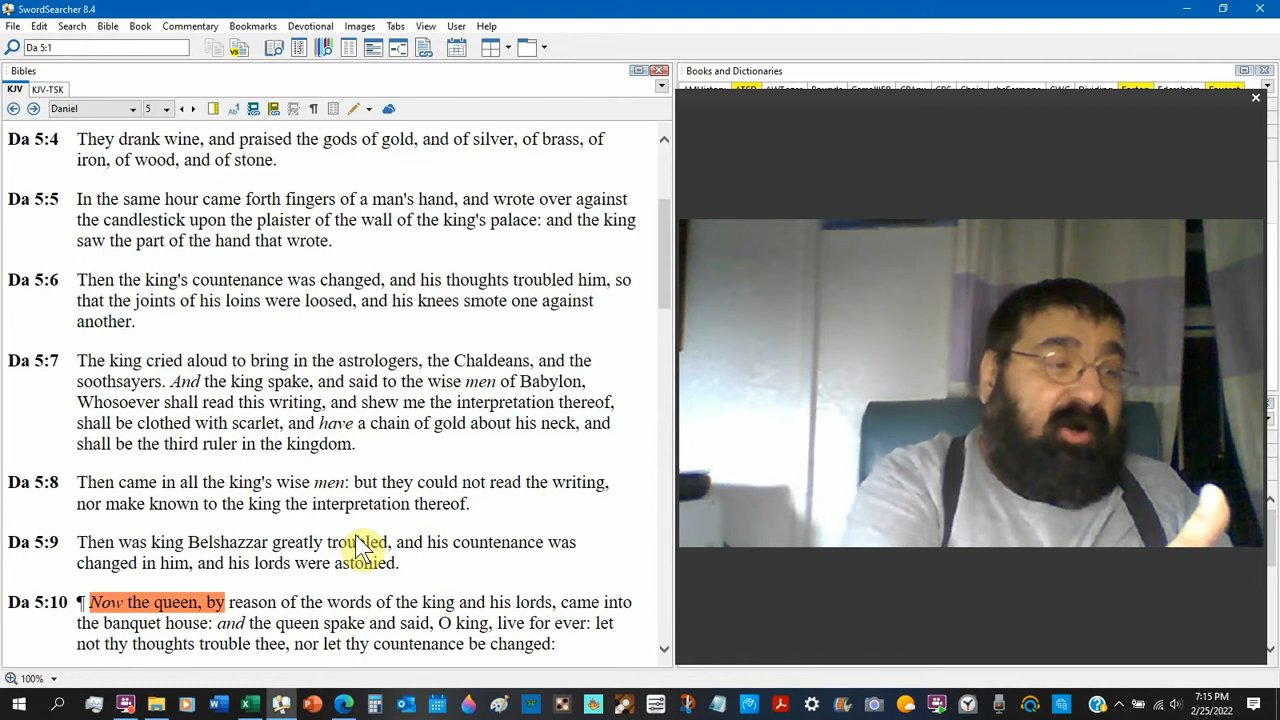 SwordSearcher 8.4
File Edit Search Bible Book Commentary Bookmarks Devotional Images Tabs View User Help
Da 5:1
Bibles
KJV KJV-TSK
Daniel 5
Da 5:4 They drank wine, and praised the gods of gold, and of silver, of brass, of
iron, of wood, and of stone.
Da 5:5 In the same hour came forth fingers of a man's hand, and wrote over against
the candlestick upon the plaister of the wall of the king's palace: and the king
saw the part of the hand that wrote.
Da 5:6 Then the king's countenance was changed, and his thoughts troubled him, so
that the joints of his loins were loosed, and his knees smote one against
another.
Da 5:7 The king cried aloud to bring in the astrologers, the Chaldeans, and the
soothsayers. And the king spake, and said to the wise men of Babylon,
Whosoever shall read this writing, and shew me the interpretation thereof,
shall be clothed with scarlet, and have a chain of gold about his neck, and
shall be the third ruler in the kingdom.
Da 5:8 Then came in all the king's wise men: but they could not read the writing,
nor make known to the king the interpretation thereof.
Da 5:9 Then was king Belshazzar greatly troubled, and his countenance was
changed in him, and his lords were astonied.
Da 5:10 ¶ Now the queen, by reason of the words of the king and his lords, came into
the banquet house: and the queen spake and said, O king, live for ever: let
not thy thoughts trouble thee, nor let thy countenance be changed:
100%
Books and Dictionaries
7:15 PM
2/25/2022